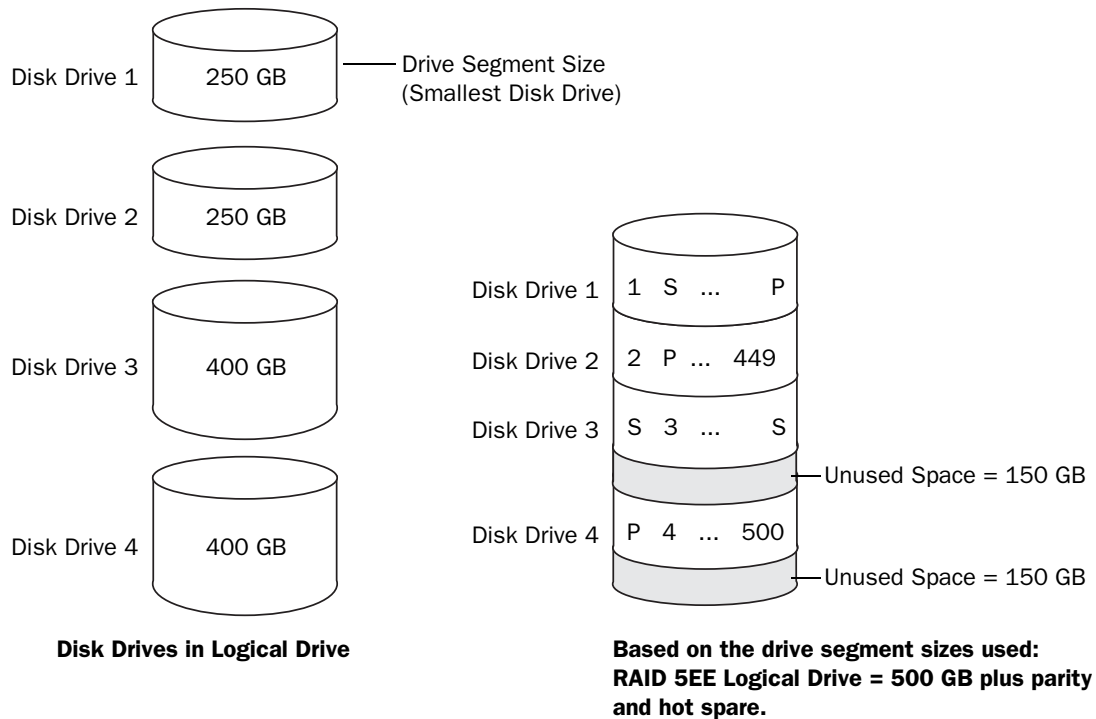 Disk Drive 1
250 GB
Drive Segment Size
(Smallest Disk Drive)
Disk Drive 2
250 GB
Disk Drive 3
400 GB
Disk Drive 4
400 GB
Disk Drives in Logical Drive
Disk Drive 1
1 S ... P
Disk Drive 2
2 P ... 449
Disk Drive 3
S 3 ... S
Unused Space = 150 GB
Disk Drive 4
P 4 ... 500
Unused Space = 150 GB
Based on the drive segment sizes used:
RAID 5EE Logical Drive = 500 GB plus parity
and hot spare.